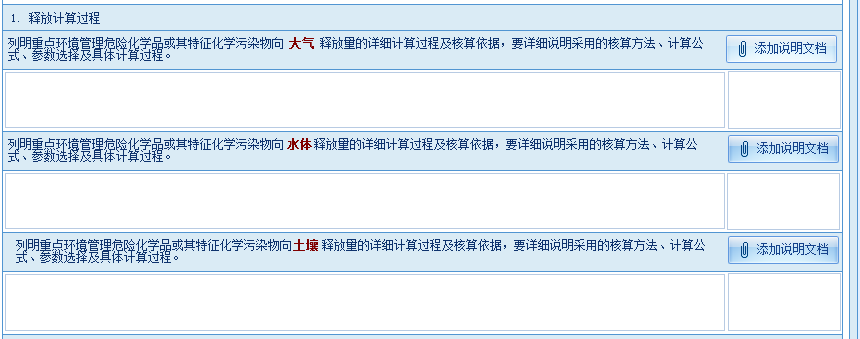 1. 释放计算过程
列明重点环境管理危险化学品或其特征化学污染物向 大气 释放量的详细计算过程及核算依据，要详细说明采用的核算方法、计算公
式、参数选择及具体计算过程。
添加说明文档
列明重点环境管理危险化学品或其特征化学污染物向 水体 释放量的详细计算过程及核算依据，要详细说明采用的核算方法、计算公
式、参数选择及具体计算过程。
添加说明文档
列明重点环境管理危险化学品或其特征化学污染物向 土壤 释放量的详细计算过程及核算依据，要详细说明采用的核算方法、计算公
式、参数选择及具体计算过程。
添加说明文档